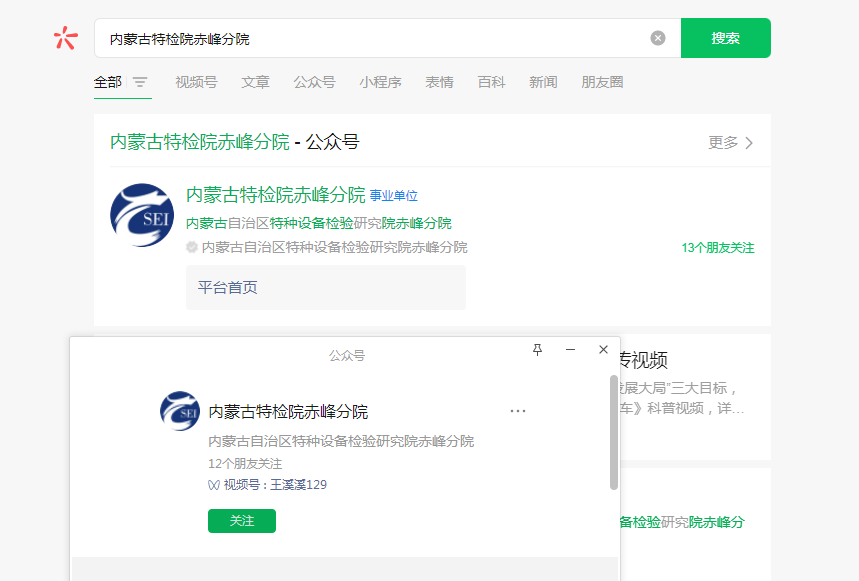 内蒙古特检院赤峰分院
搜索
全部 视频号 文章 公众号 小程序 表情 百科 新闻 朋友圈
内蒙古特检院赤峰分院 - 公众号
更多
SEI
内蒙古特检院赤峰分院 事业单位
内蒙古自治区特种设备检验研究院赤峰分院
内蒙古自治区特种设备检验研究院赤峰分院
13个朋友关注
平台首页
公众号
传视频
发展大局”三大目标，
车》科普视频，详...
SEI
内蒙古特检院赤峰分院
内蒙古自治区特种设备检验研究院赤峰分院
12个朋友关注
视频号：王溪溪129
关注
备检验研究院赤峰分